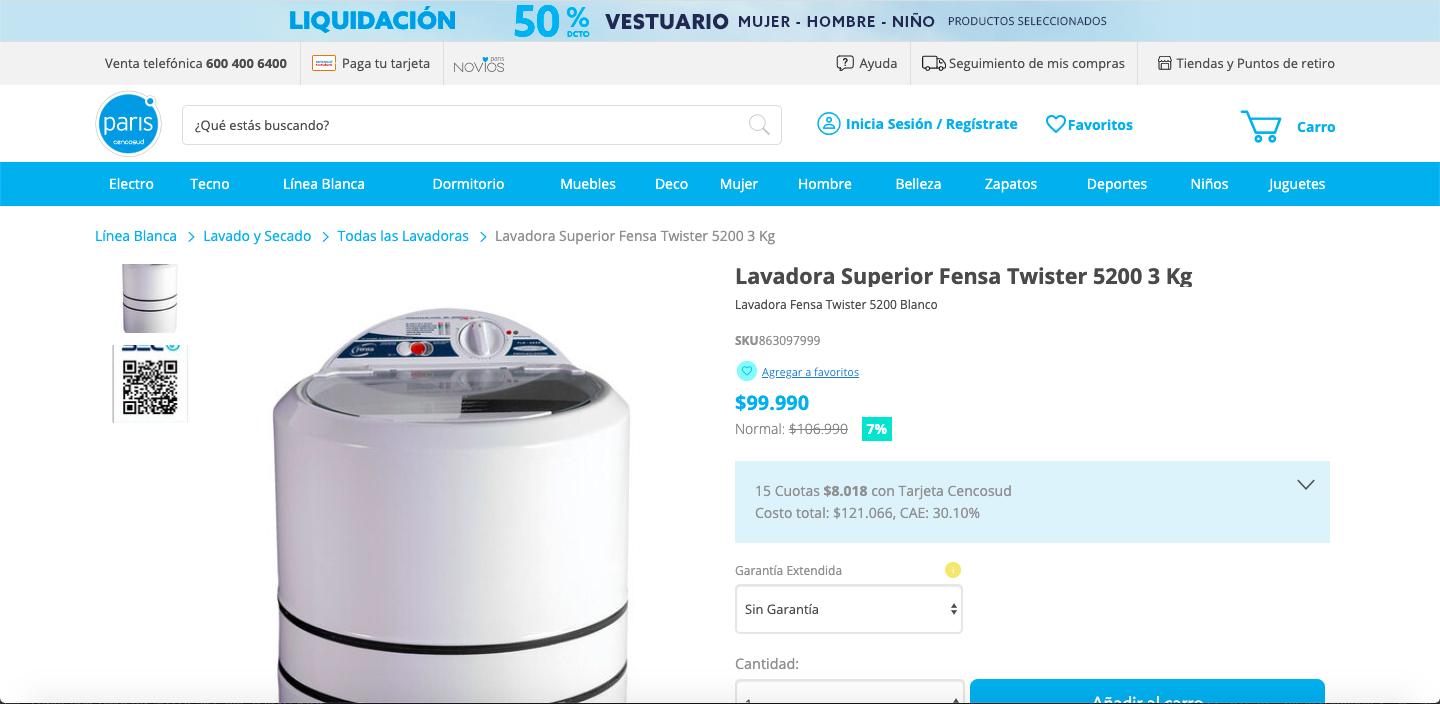 LIQUIDACIÓN 50% DCTO VESTUARIO MUJER - HOMBRE - NIÑO PRODUCTOS SELECCIONADOS
Venta telefónica 600 400 6400 Paga tu tarjeta paris NOVIOS Ayuda Seguimiento de mis compras Tiendas y Puntos de retiro
paris
cencosud
¿Qué estás buscando?
Inicia Sesión / Regístrate Favoritos Carro
Electro Tecno Línea Blanca Dormitorio Muebles Deco Mujer Hombre Belleza Zapatos Deportes Niños Juguetes
Línea Blanca > Lavado y Secado > Todas las Lavadoras > Lavadora Superior Fensa Twister 5200 3 Kg
Lavadora Superior Fensa Twister 5200 3 Kg
Lavadora Fensa Twister 5200 Blanco
SKU863097999
Agregar a favoritos
$99.990
Normal: $106.990 7%
15 Cuotas $8.018 con Tarjeta Cencosud
Costo total: $121.066, CAE: 30.10%
Garantía Extendida
Sin Garantía
Cantidad:
1
Añadir al carro
Fensa